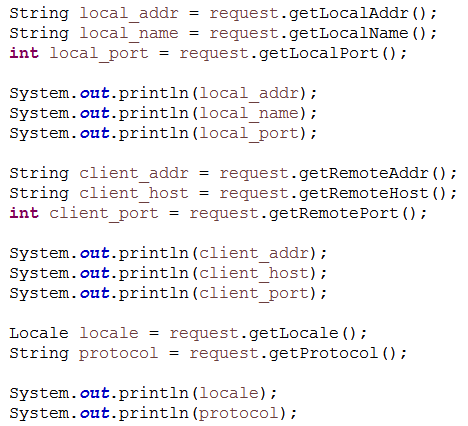 String local_addr = request.getLocalAddr();
String local_name = request.getLocalName();
int local_port = request.getLocalPort();

System.out.println(local_addr);
System.out.println(local_name);
System.out.println(local_port);

String client_addr = request.getRemoteAddr();
String client_host = request.getRemoteHost();
int client_port = request.getRemotePort();

System.out.println(client_addr);
System.out.println(client_host);
System.out.println(client_port);

Locale locale = request.getLocale();
String protocol = request.getProtocol();

System.out.println(locale);
System.out.println(protocol);